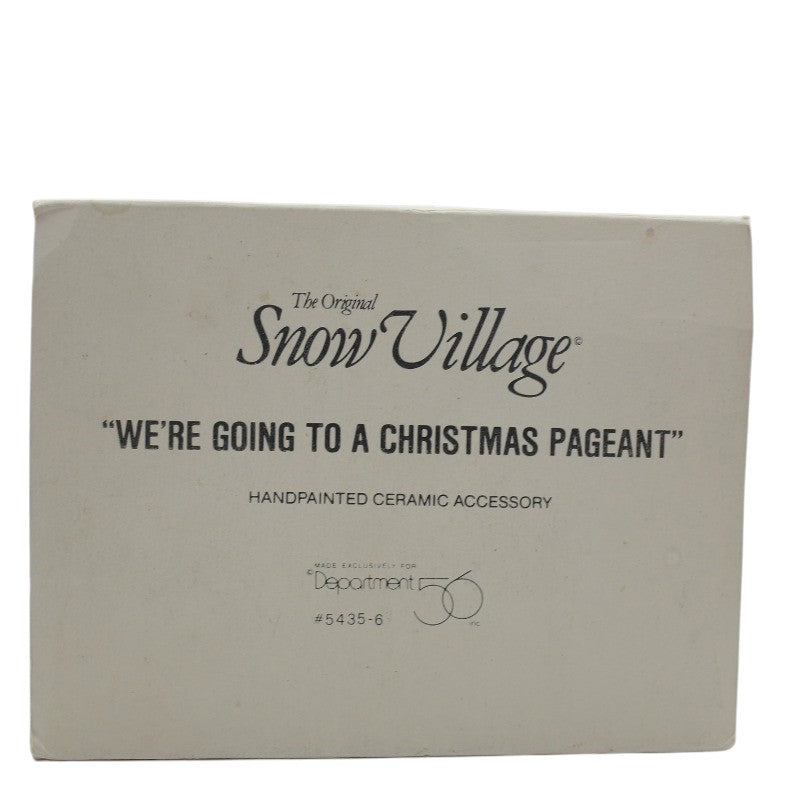 The Original
Snow Village©
"WE'RE GOING TO A CHRISTMAS PAGEANT"
HANDPAINTED CERAMIC ACCESSORY
MADE EXCLUSIVELY FOR
©Department 56 inc.
#5435-6